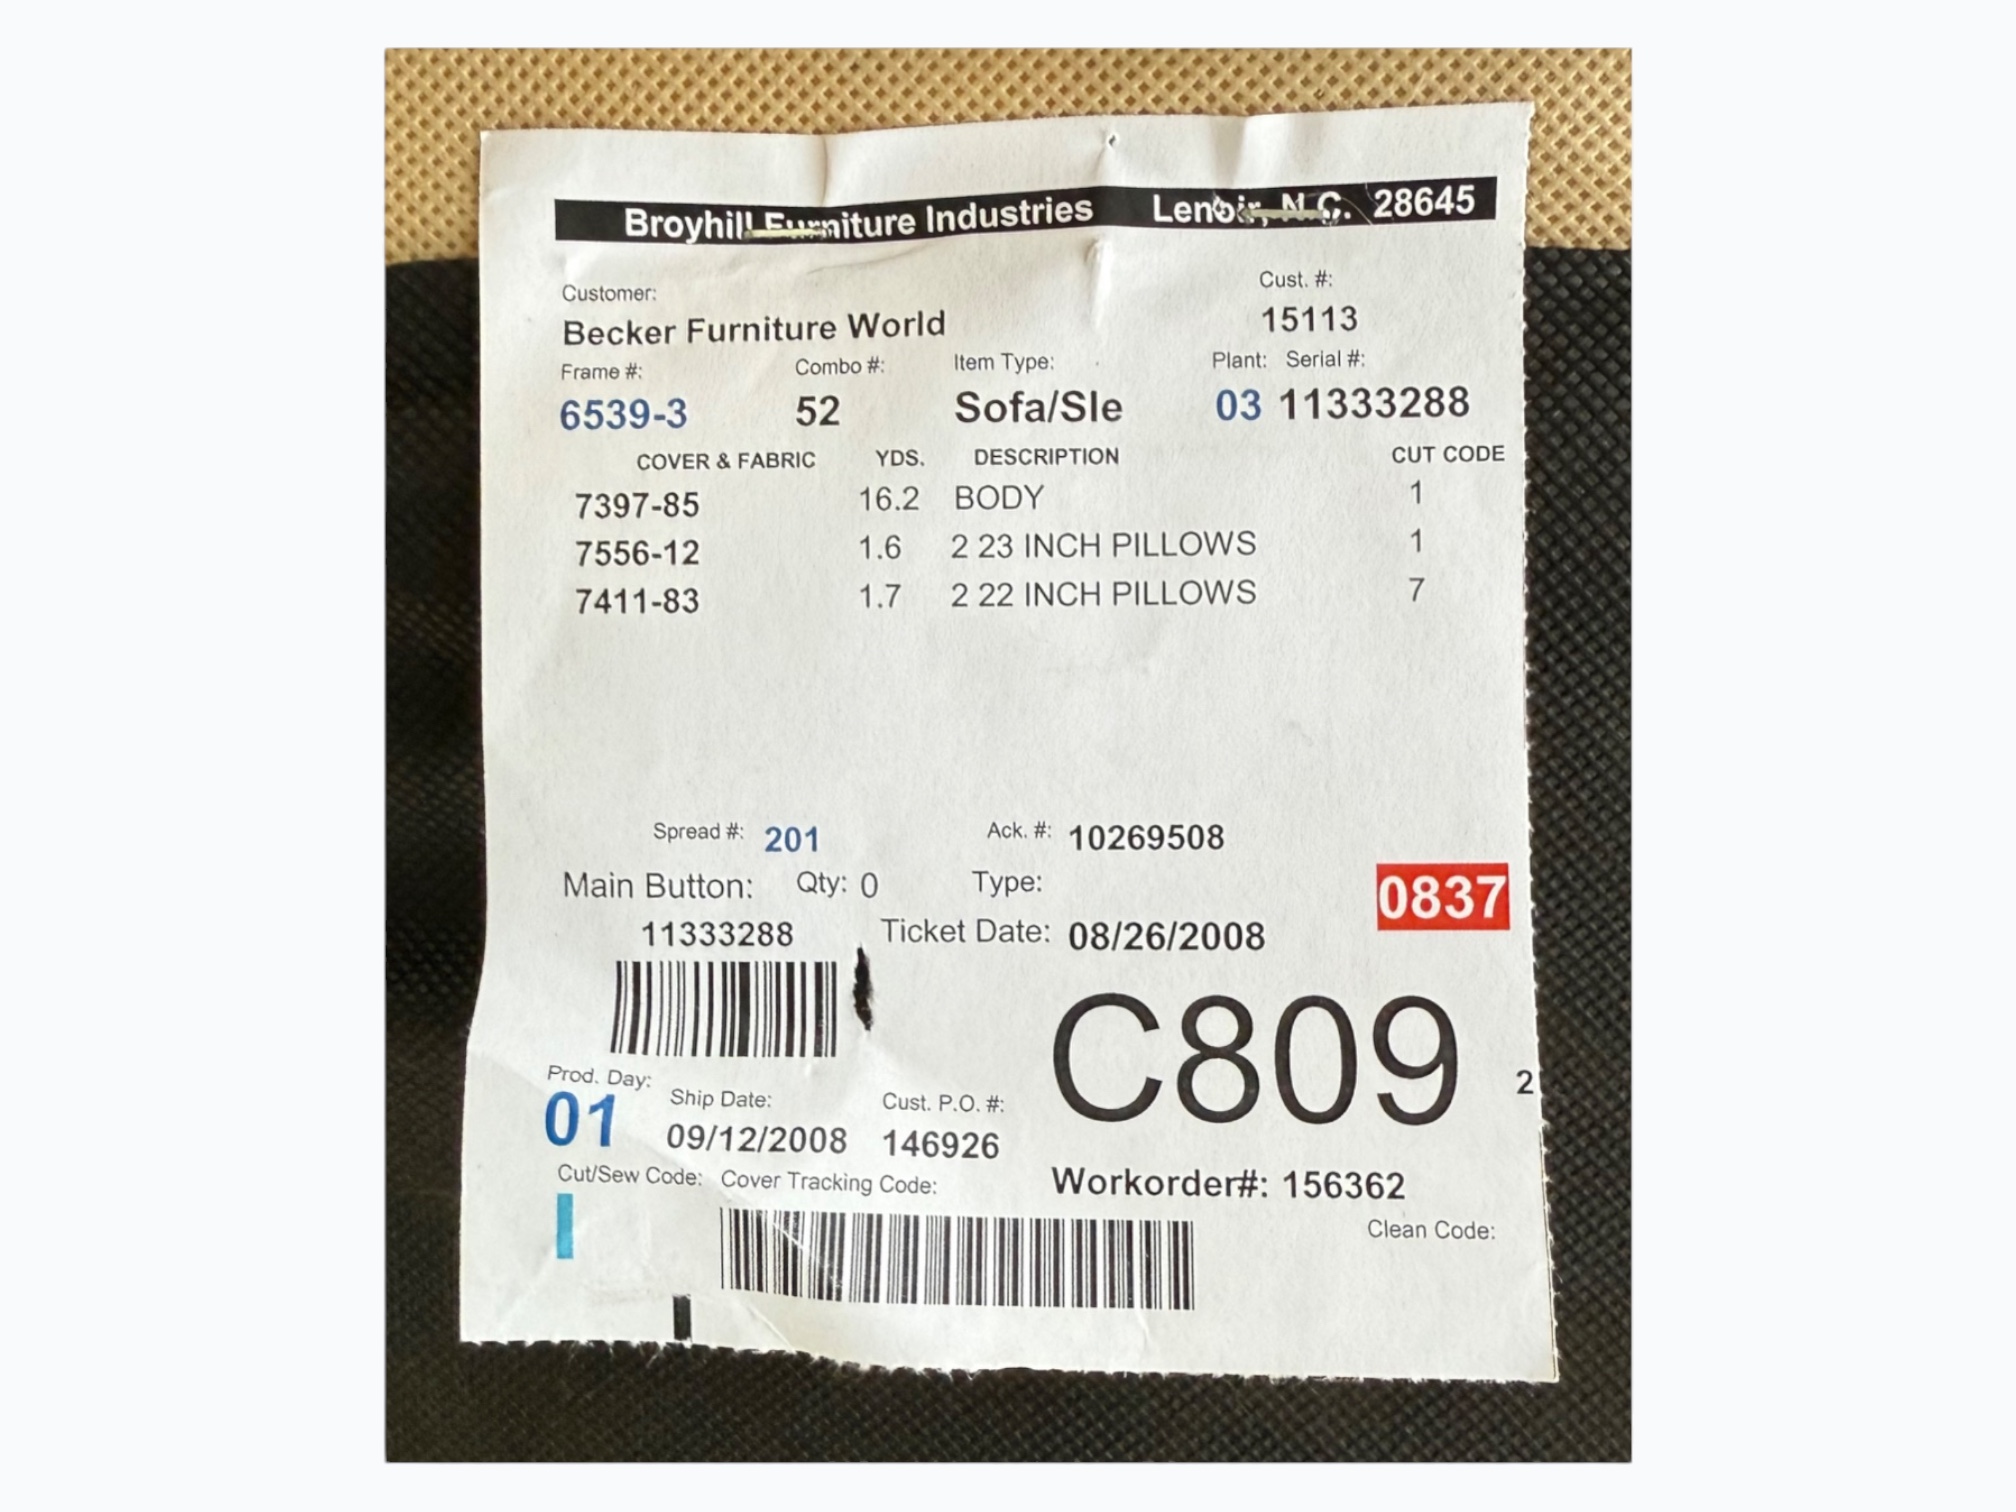 Broyhill Furniture Industries Lenoir, N.C. 28645
Customer: Cust. #:
Becker Furniture World 15113
Frame #: Combo #: Item Type: Plant: Serial #:
6539-3 52 Sofa/Sle 03 11333288
COVER & FABRIC YDS. DESCRIPTION CUT CODE
7397-85 16.2 BODY 1
7556-12 1.6 2 23 INCH PILLOWS 1
7411-83 1.7 2 22 INCH PILLOWS 7
Spread #: 201 Ack. #: 10269508
Main Button: Qty: 0 Type: 0837
11333288 Ticket Date: 08/26/2008
C809 2
Prod. Day: Ship Date: Cust. P.O. #:
01 09/12/2008 146926
Cut/Sew Code: Cover Tracking Code: Workorder#: 156362
Clean Code: